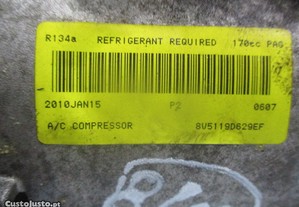 R134a REFRIGERANT REQUIRED 170cc PAG
2010JAN15 P2 0607
A/C COMPRESSOR 8V5119D629EF
CustoJusto.pt